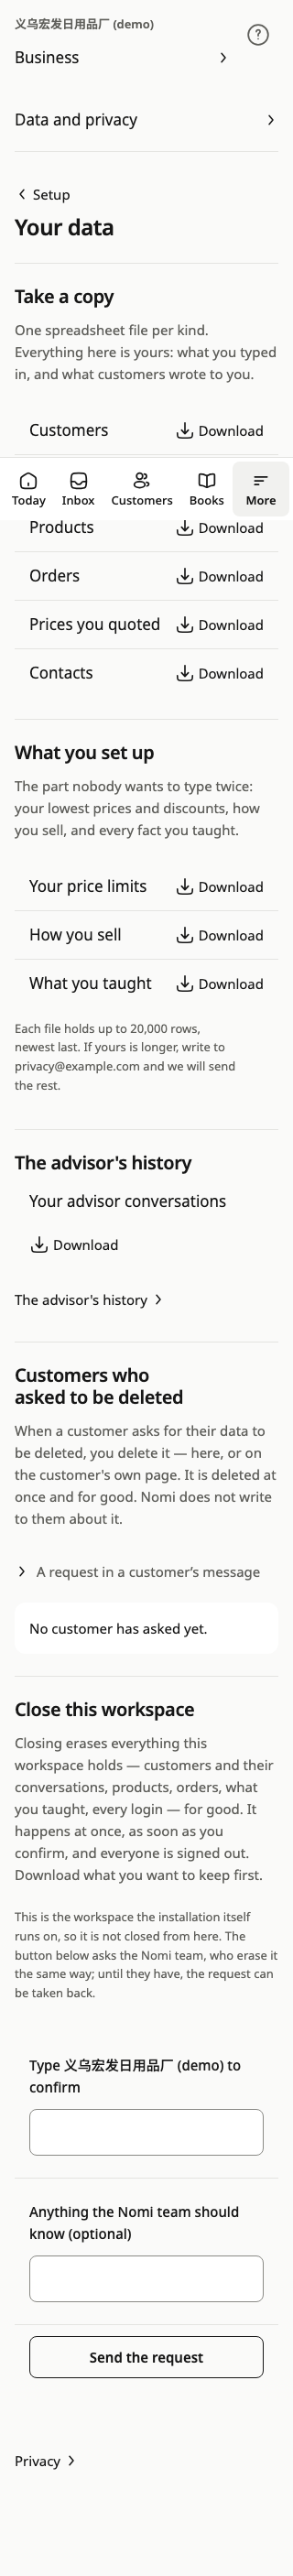 义乌宏发日用品厂 (demo)
Business
Data and privacy
Setup
Your data
Take a copy
One spreadsheet file per kind.
Everything here is yours: what you typed
in, and what customers wrote to you.
Customers Download
Today Inbox Customers Books More
Products Download
Orders Download
Prices you quoted Download
Contacts Download
What you set up
The part nobody wants to type twice:
your lowest prices and discounts, how
you sell, and every fact you taught.
Your price limits Download
How you sell Download
What you taught Download
Each file holds up to 20,000 rows,
newest last. If yours is longer, write to
privacy@example.com and we will send
the rest.
The advisor's history
Your advisor conversations
Download
The advisor's history
Customers who
asked to be deleted
When a customer asks for their data to
be deleted, you delete it — here, or on
the customer's own page. It is deleted at
once and for good. Nomi does not write
to them about it.
A request in a customer’s message
No customer has asked yet.
Close this workspace
Closing erases everything this
workspace holds — customers and their
conversations, products, orders, what
you taught, every login — for good. It
happens at once, as soon as you
confirm, and everyone is signed out.
Download what you want to keep first.
This is the workspace the installation itself
runs on, so it is not closed from here. The
button below asks the Nomi team, who erase it
the same way; until they have, the request can
be taken back.
Type 义乌宏发日用品厂 (demo) to
confirm
Anything the Nomi team should
know (optional)
Send the request
Privacy